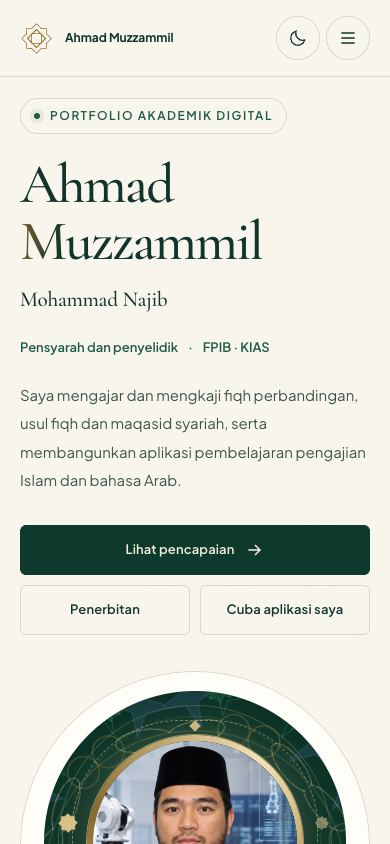 Ahmad Muzzammil
PORTFOLIO AKADEMIK DIGITAL
Ahmad
Muzzammil
Mohammad Najib
Pensyarah dan penyelidik · FPIB · KIAS
Saya mengajar dan mengkaji fiqh perbandingan,
usul fiqh dan maqasid syariah, serta
membangunkan aplikasi pembelajaran pengajian
Islam dan bahasa Arab.
Lihat pencapaian →
Penerbitan
Cuba aplikasi saya